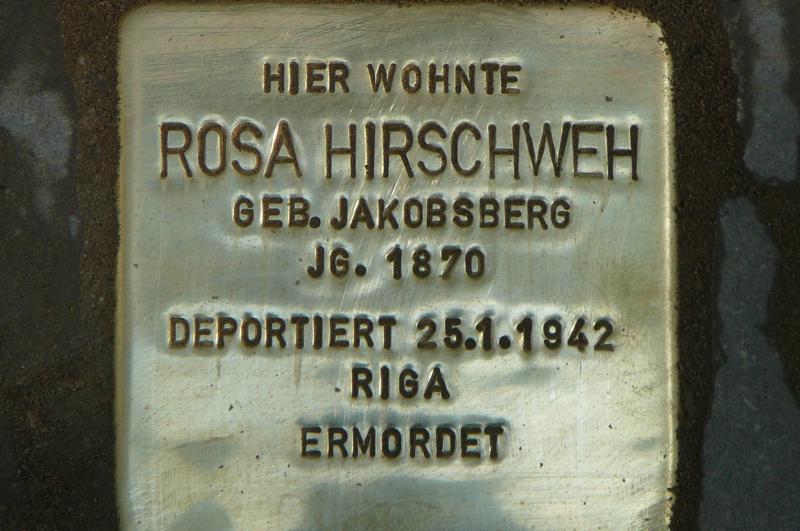 HIER WOHNTE
ROSA HIRSCHWEH
GEB. JAKOBSBERG
JG. 1870
DEPORTIERT 25.1.1942
RIGA
ERMORDET